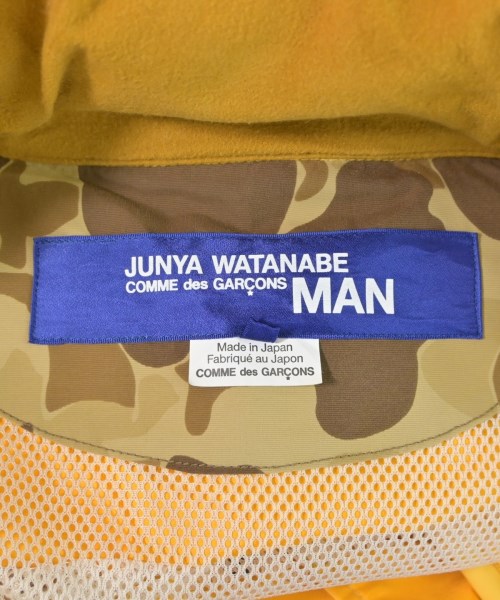 JUNYA WATANABE
COMME des GARÇONS MAN
Made in Japan
Fabriqué au Japon
COMME des GARÇONS